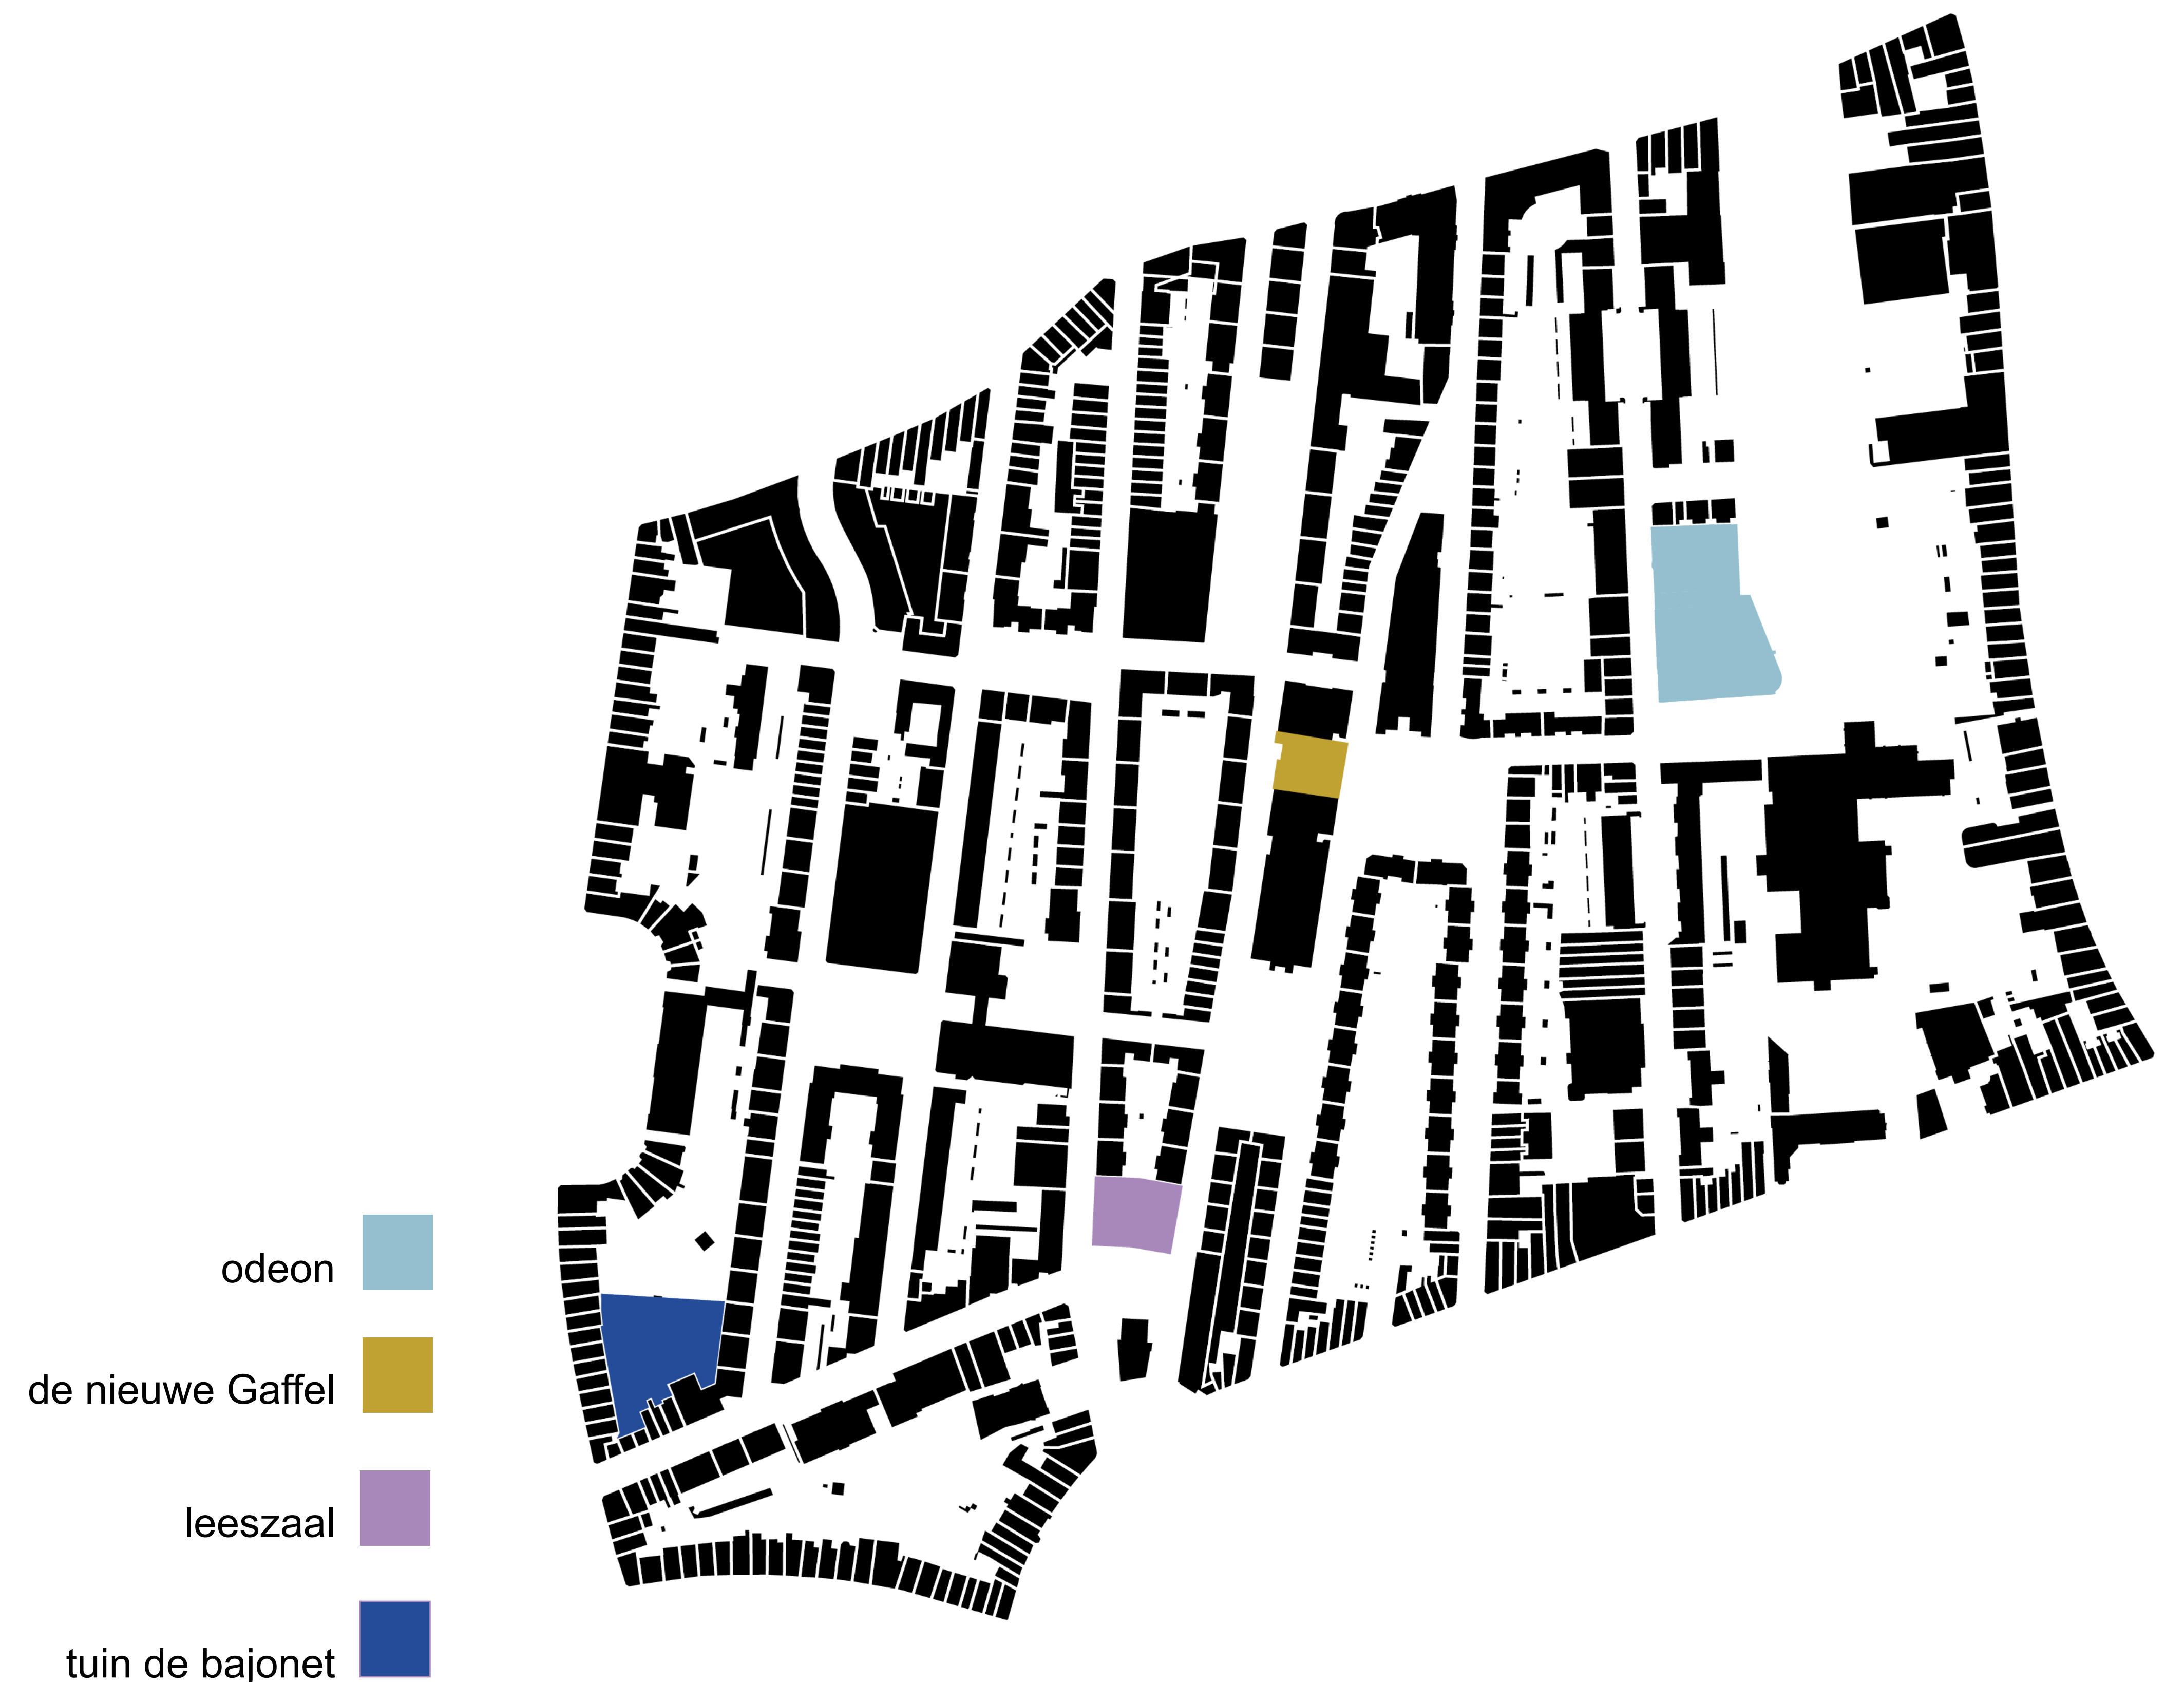 odeon
de nieuwe Gaffel
leeszaal
tuin de bajonet